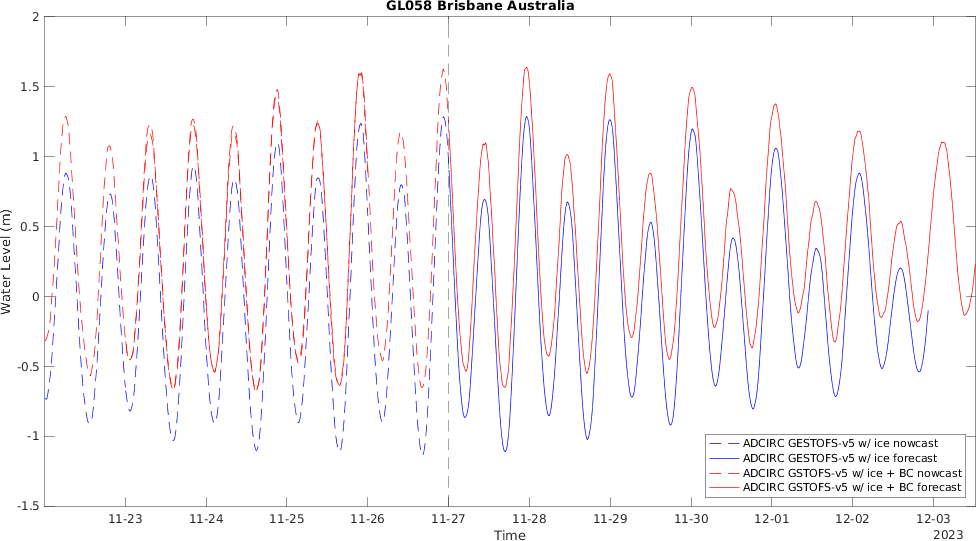 GL058 Brisbane Australia
2
1.5
1
0.5
0
-0.5
-1
-1.5
Water Level (m)
11-23 11-24 11-25 11-26 11-27 11-28 11-29 11-30 12-01 12-02 12-03
Time
2023
ADCIRC GESTOFS-v5 w/ ice nowcast
ADCIRC GESTOFS-v5 w/ ice forecast
ADCIRC GSTOFS-v5 w/ ice + BC nowcast
ADCIRC GSTOFS-v5 w/ ice + BC forecast